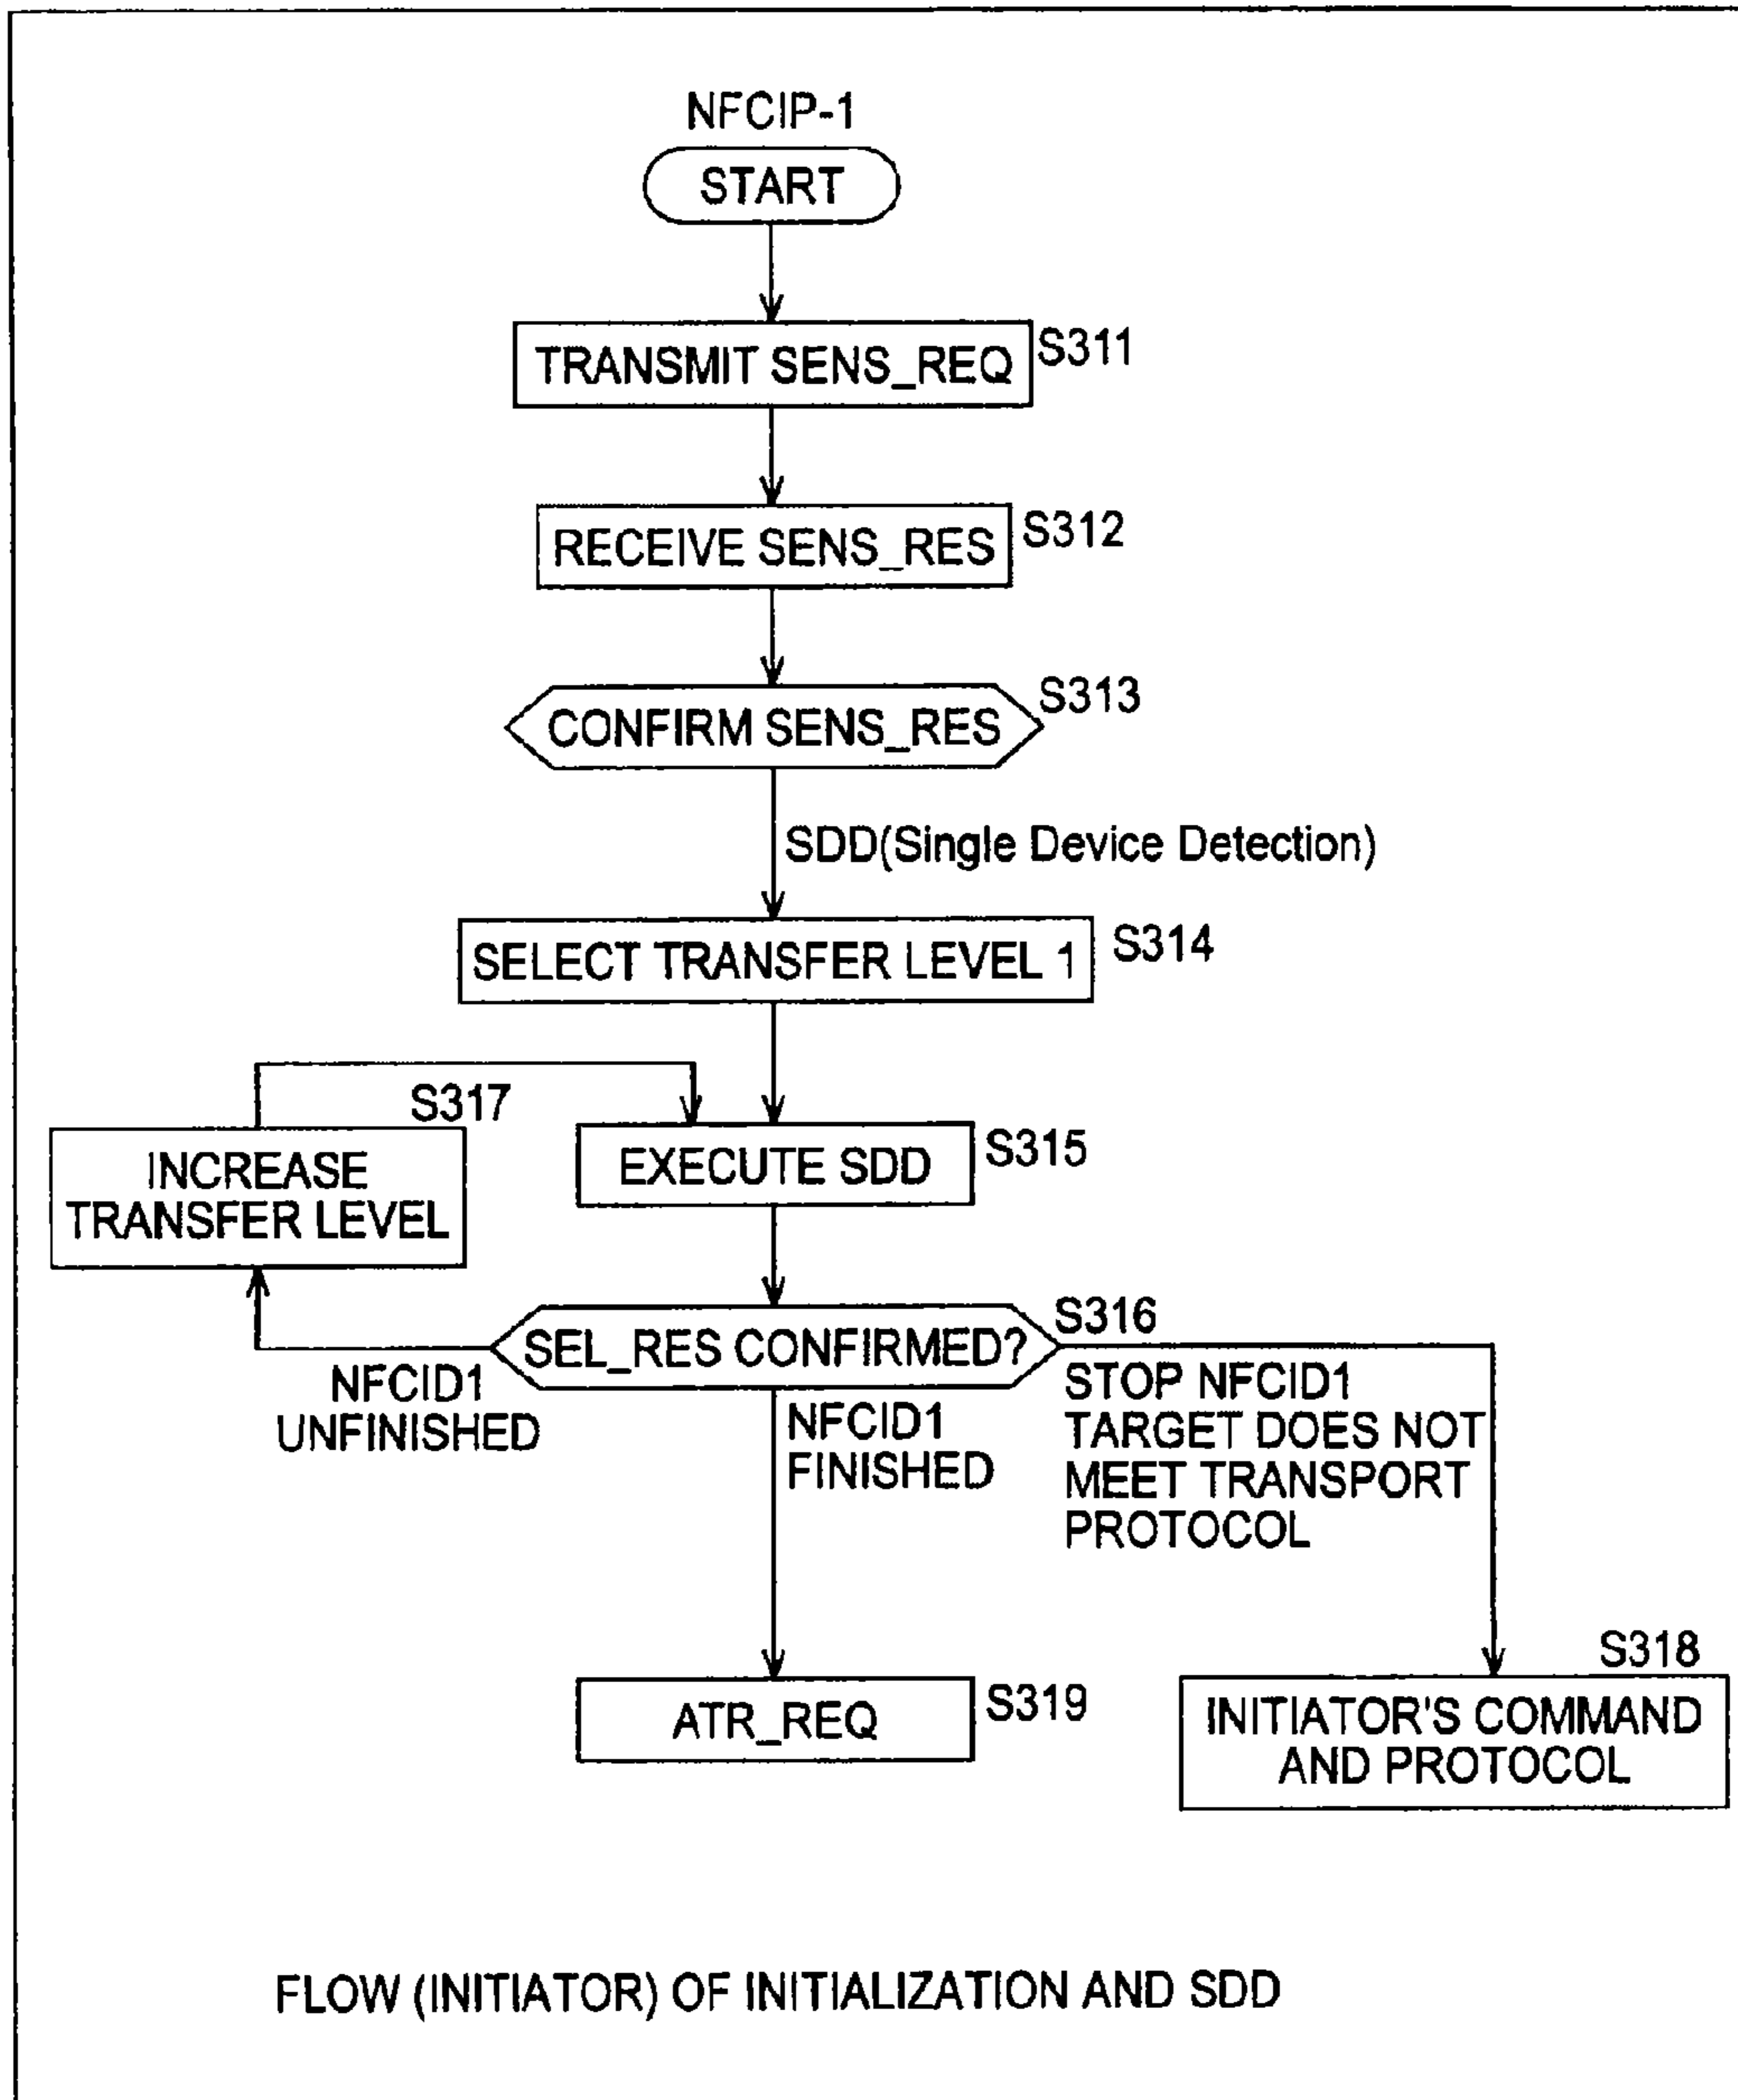 NFCIP-1
START
TRANSMIT SENS_REQ
S311
RECEIVE SENS_RES
S312
CONFIRM SENS_RES
S313
SDD(Single Device Detection)
SELECT TRANSFER LEVEL 1
S314
S317
INCREASE
TRANSFER LEVEL
EXECUTE SDD
S315
SEL_RES CONFIRMED?
S316
NFCID1
UNFINISHED
NFCID1
FINISHED
STOP NFCID1
TARGET DOES NOT
MEET TRANSPORT
PROTOCOL
ATR_REQ
S319
S318
INITIATOR'S COMMAND
AND PROTOCOL
FLOW (INITIATOR) OF INITIALIZATION AND SDD